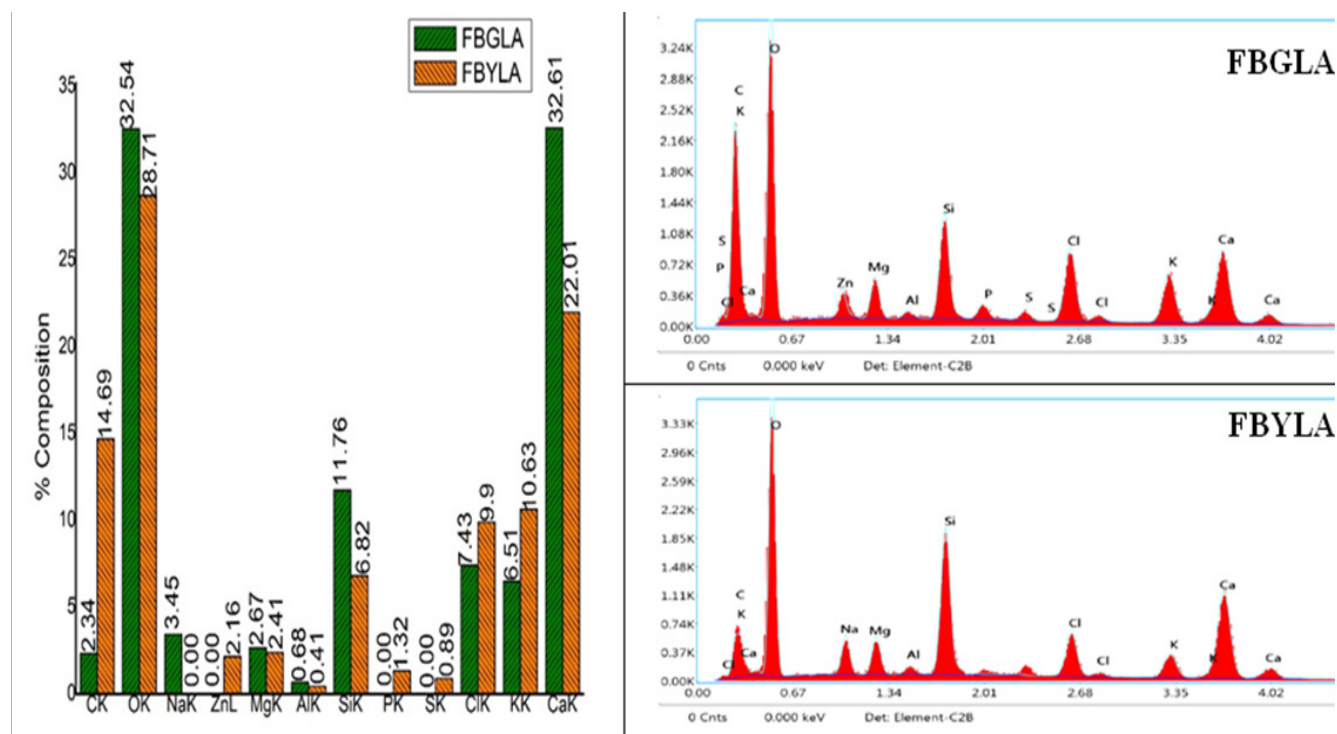 FBGLA
FBYLA
% Composition
35
30
25
20
15
10
5
0
2.34
14.69
32.54
28.71
3.45
0.00
0.00
2.16
2.67
2.41
0.68
0.41
11.76
6.82
0.00
1.32
0.00
0.89
7.43
9.9
6.51
10.63
32.61
22.01
CK OK NaK ZnL MgK AlK SiK PK SK ClK KK CaK
FBGLA
3.24K
2.88K
2.52K
2.16K
1.80K
1.44K
1.08K
0.72K
0.36K
0.00K
O
C
K
S
P
Cl
Ca
Zn
Mg
Al
Si
P
S
S
Cl
Cl
K
K
Ca
Ca
0.00 0.67 1.34 2.01 2.68 3.35 4.02
0 Cnts 0.000 keV Det: Element-C2B
FBYLA
3.33K
2.96K
2.59K
2.22K
1.85K
1.48K
1.11K
0.74K
0.37K
0.00K
O
C
K
Ca
Cl
Na
Mg
Al
Si
Cl
Cl
K
K
Ca
Ca
0.00 0.67 1.34 2.01 2.68 3.35 4.02
0 Cnts 0.000 keV Det: Element-C2B